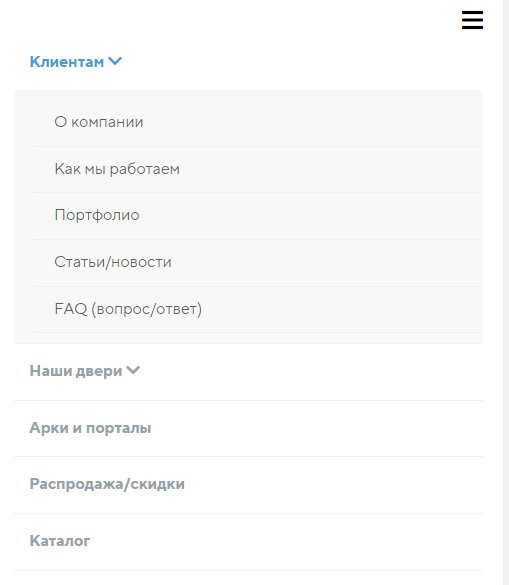 Клиентам
О компании
Как мы работаем
Портфолио
Статьи/новости
FAQ (вопрос/ответ)
Наши двери
Арки и порталы
Распродажа/скидки
Каталог